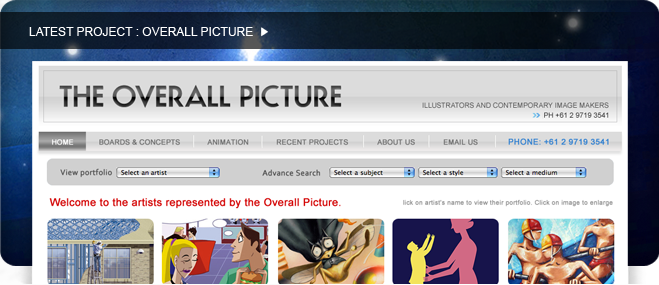 LATEST PROJECT : OVERALL PICTURE
THE OVERALL PICTURE
ILLUSTRATORS AND CONTEMPORARY IMAGE MAKERS
PH +61 2 9719 3541
HOME BOARDS & CONCEPTS ANIMATION RECENT PROJECTS ABOUT US EMAIL US PHONE: +61 2 9719 3541
View portfolio Select an artist Advance Search Select a subject Select a style Select a medium
Welcome to the artists represented by the Overall Picture. lick on artist's name to view their portfolio. Click on image to enlarge